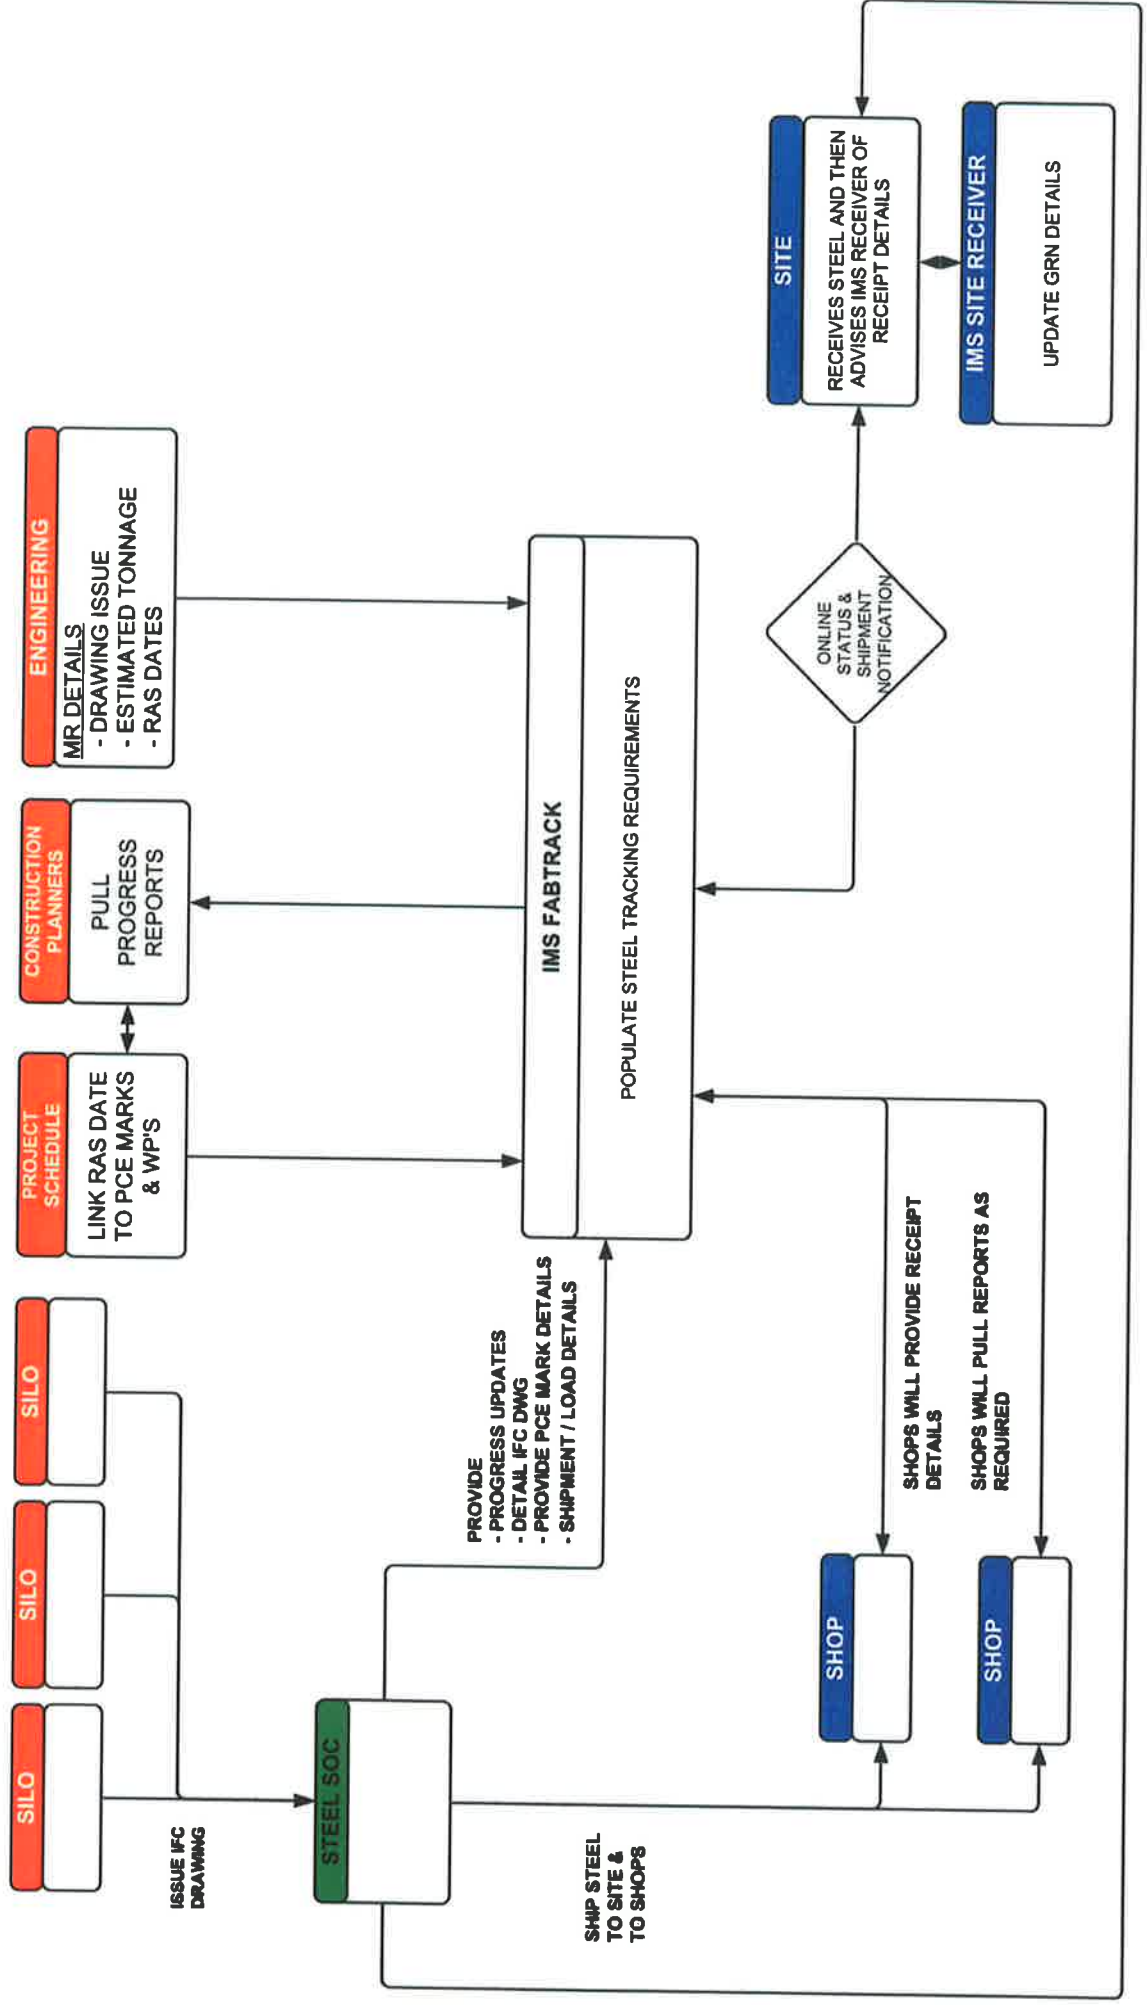 SILO
SILO
SILO
PROJECT
SCHEDULE
LINK RAS DATE
TO PCE MARKS
& WP'S
CONSTRUCTION
PLANNERS
PULL
PROGRESS
REPORTS
ENGINEERING
MR DETAILS
- DRAWING ISSUE
- ESTIMATED TONNAGE
- RAS DATES
ISSUE IFC
DRAWING
STEEL SOC
PROVIDE
- PROGRESS UPDATES
- DETAIL IFC DWG
- PROVIDE PCE MARK DETAILS
- SHIPMENT / LOAD DETAILS
IMS FABTRACK
POPULATE STEEL TRACKING REQUIREMENTS
SHIP STEEL
TO SITE &
TO SHOPS
SHOP
SHOP
SHOPS WILL PROVIDE RECEIPT
DETAILS
SHOPS WILL PULL REPORTS AS
REQUIRED
ONLINE
STATUS &
SHIPMENT
NOTIFICATION
SITE
RECEIVES STEEL AND THEN
ADVISES IMS RECEIVER OF
RECEIPT DETAILS
IMS SITE RECEIVER
UPDATE GRN DETAILS